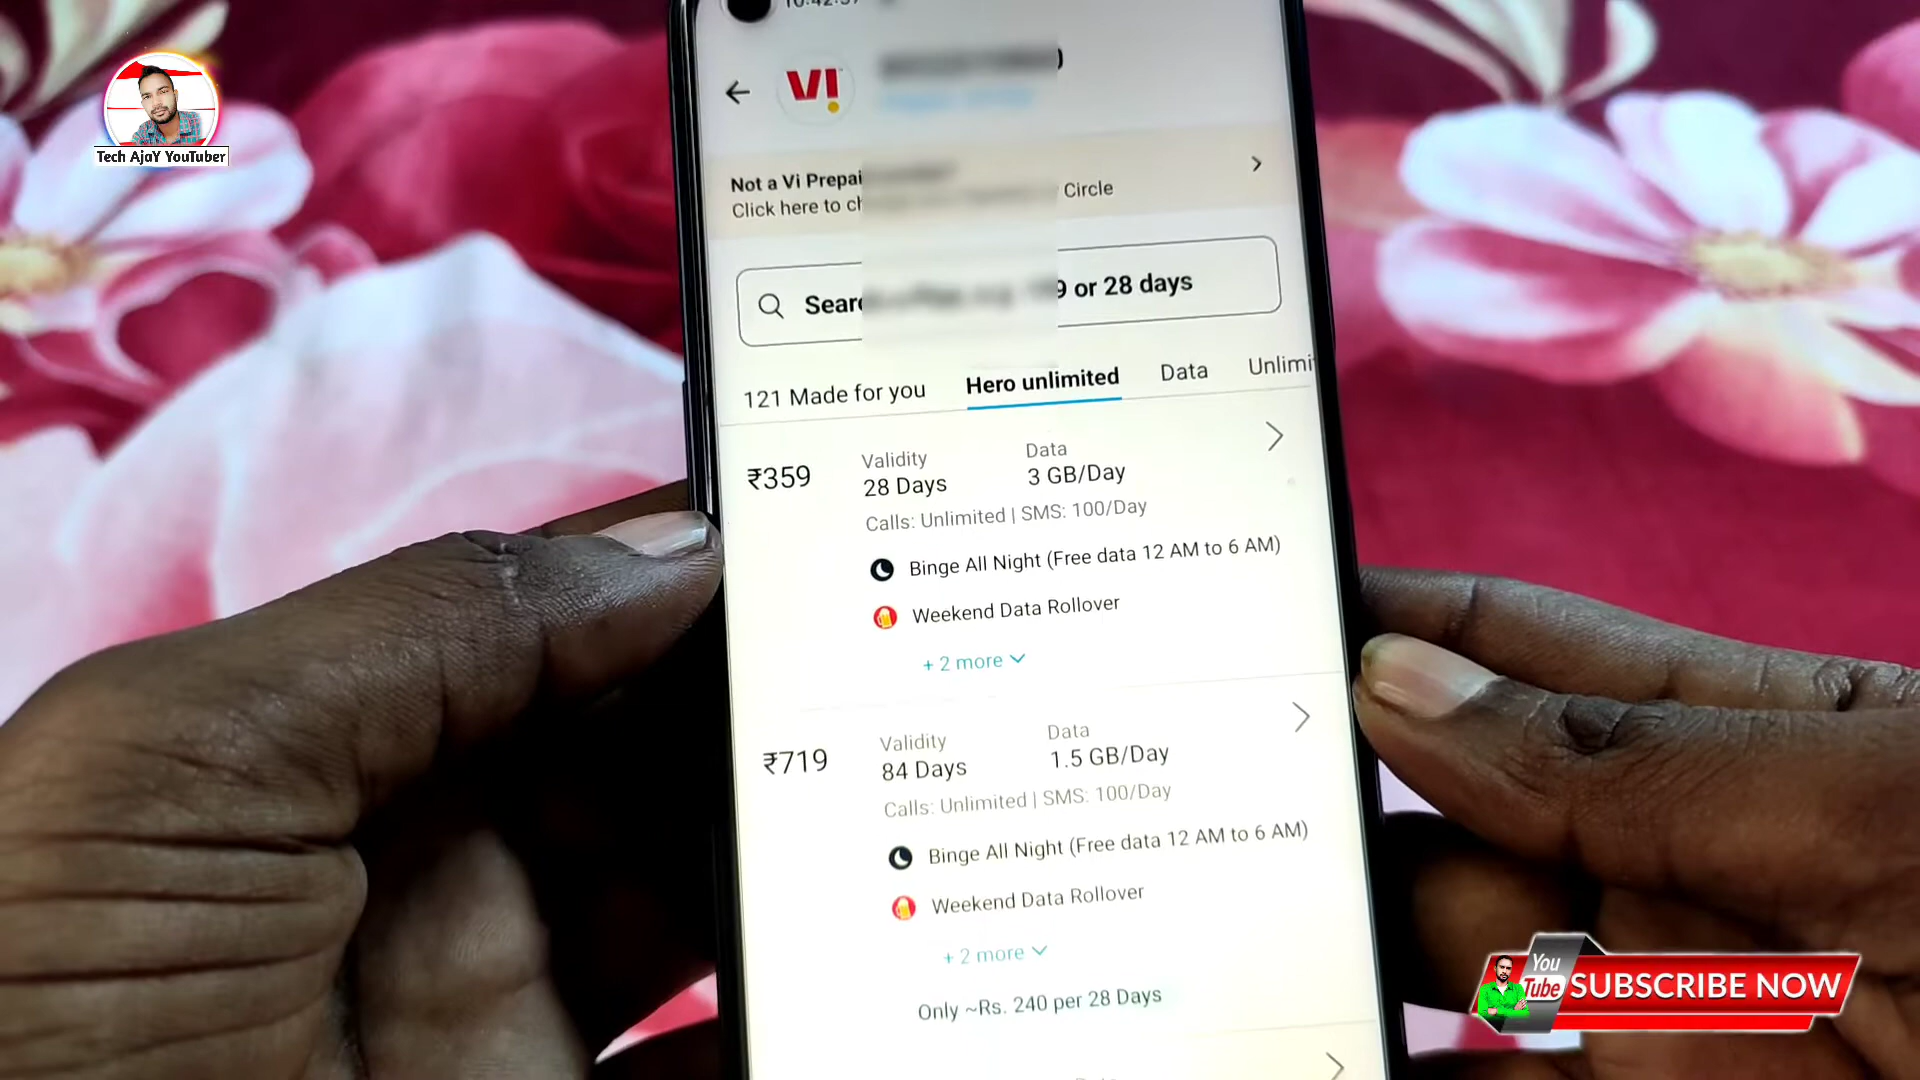 Tech AjaY YouTuber
VI
Not a Vi Prepai
Click here to ch Circle
Sear 9 or 28 days
121 Made for you Hero unlimited Data Unlimi
₹359 Validity Data
28 Days 3 GB/Day
Calls: Unlimited | SMS: 100/Day
Binge All Night (Free data 12 AM to 6 AM)
Weekend Data Rollover
+ 2 more
₹719 Validity Data
84 Days 1.5 GB/Day
Calls: Unlimited | SMS: 100/Day
Binge All Night (Free data 12 AM to 6 AM)
Weekend Data Rollover
+ 2 more
Only ~Rs. 240 per 28 Days
You
Tube SUBSCRIBE NOW